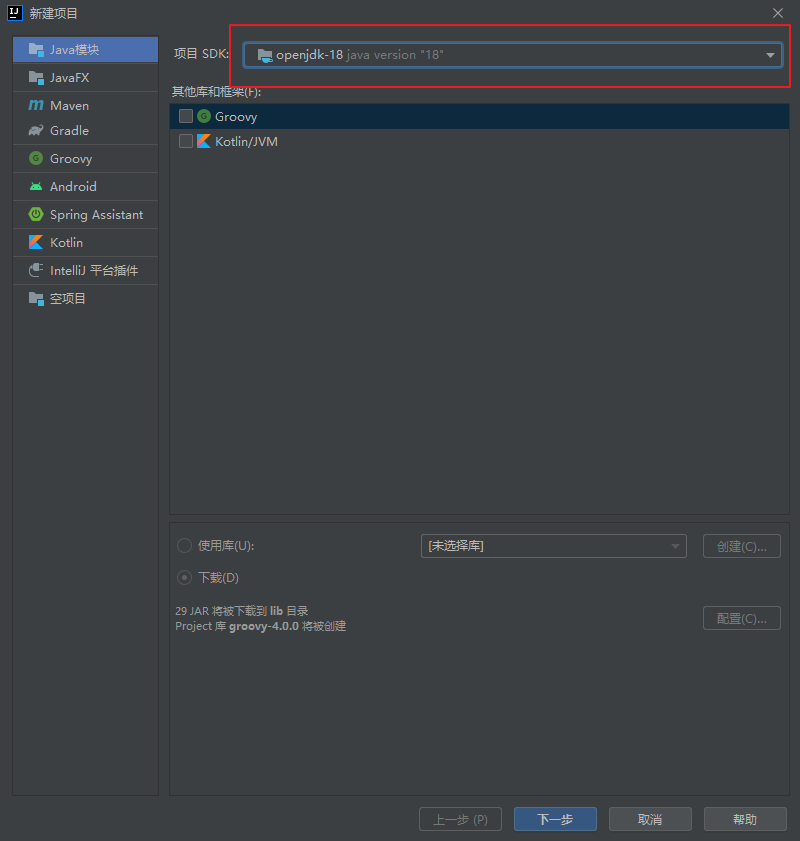 新建项目
Java模块
JavaFX
Maven
Gradle
Groovy
Android
Spring Assistant
Kotlin
IntelliJ 平台插件
空项目
项目 SDK: openjdk-18 java version "18"
其他库和框架(F):
Groovy
Kotlin/JVM
使用库(U): [未选择库] 创建(C)...
下载(D)
29 JAR 将被下载到 lib 目录
Project 库 groovy-4.0.0 将被创建
配置(C)...
上一步 (P) 下一步 取消 帮助